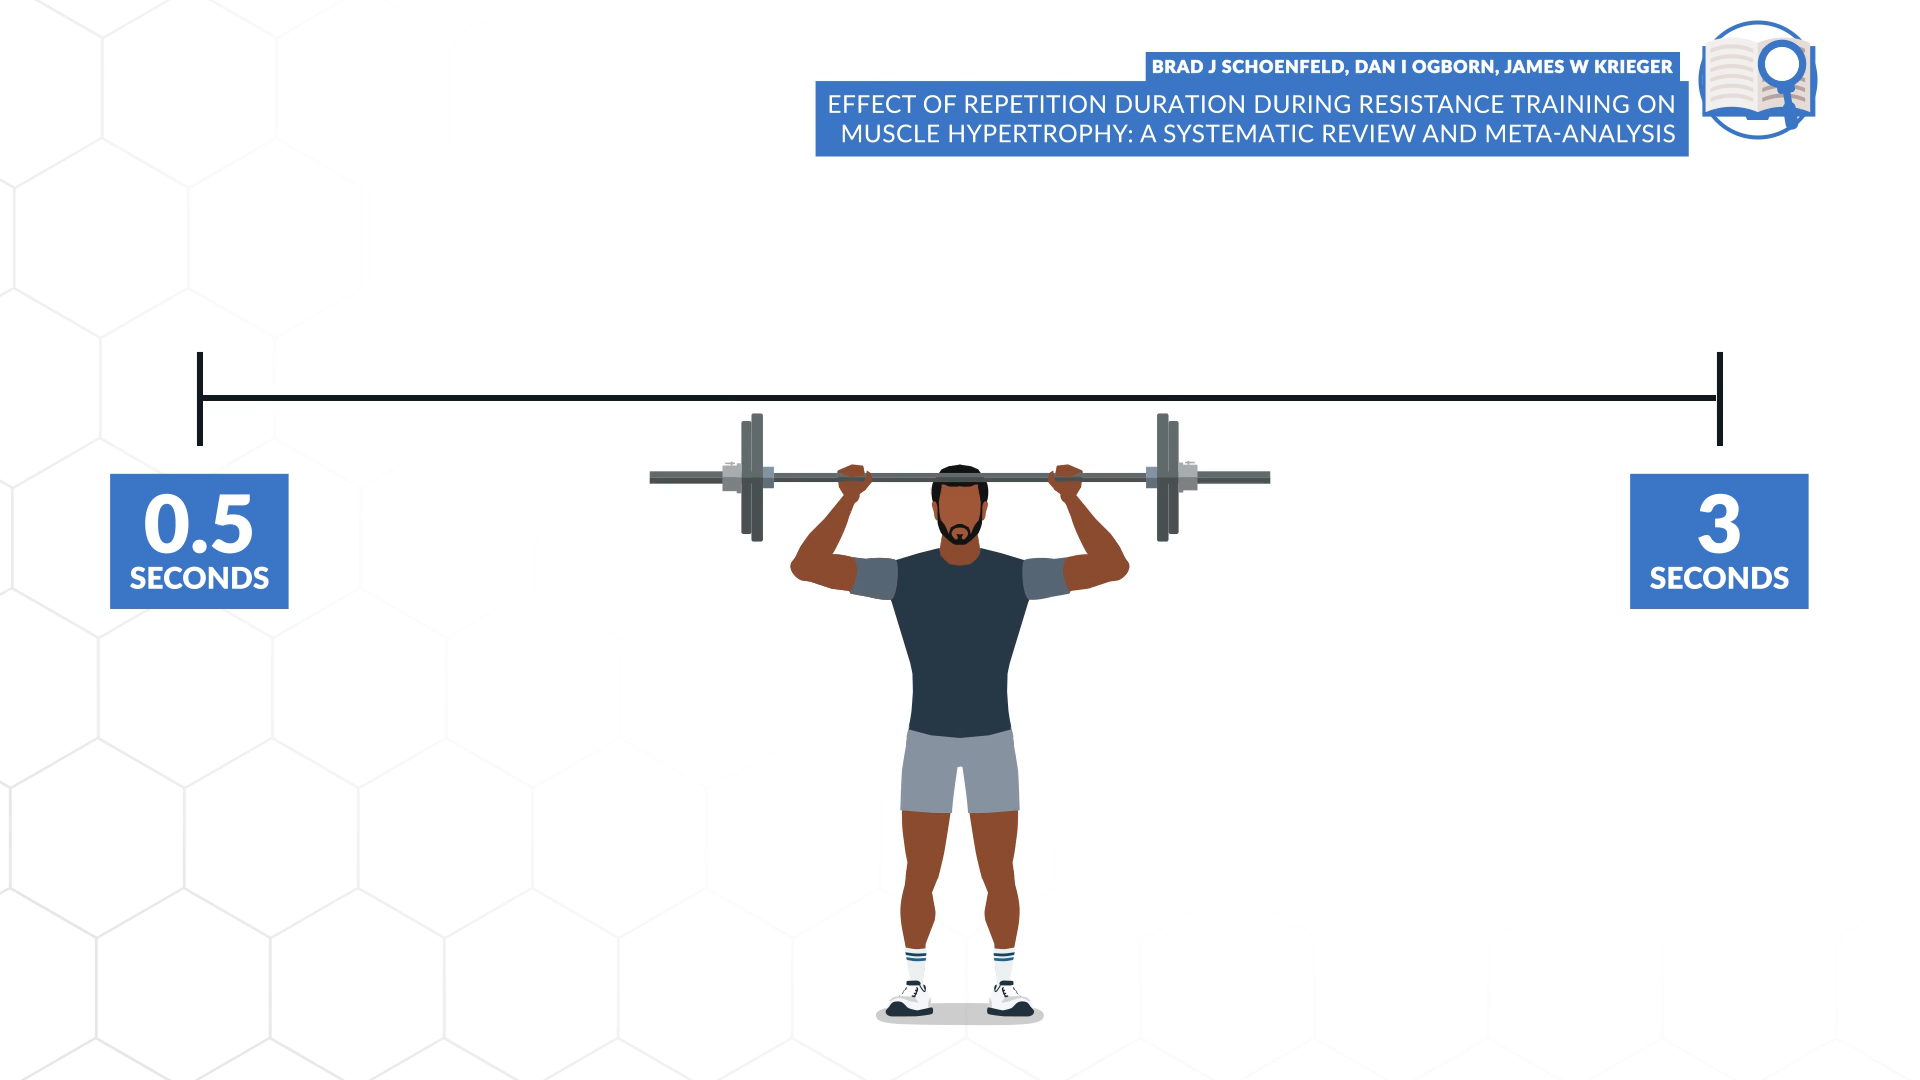 BRAD J SCHOENFELD, DAN I OGBORN, JAMES W KRIEGER
EFFECT OF REPETITION DURATION DURING RESISTANCE TRAINING ON
MUSCLE HYPERTROPHY: A SYSTEMATIC REVIEW AND META-ANALYSIS
0.5
SECONDS
3
SECONDS